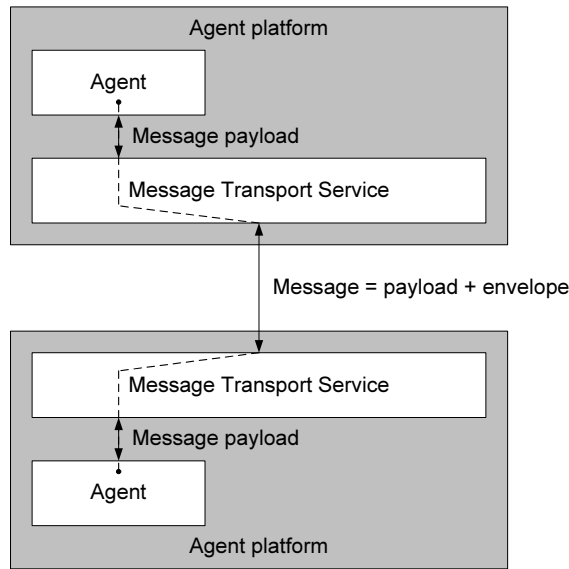 Agent platform
Agent
Message payload
Message Transport Service
Message = payload + envelope
Message Transport Service
Message payload
Agent
Agent platform